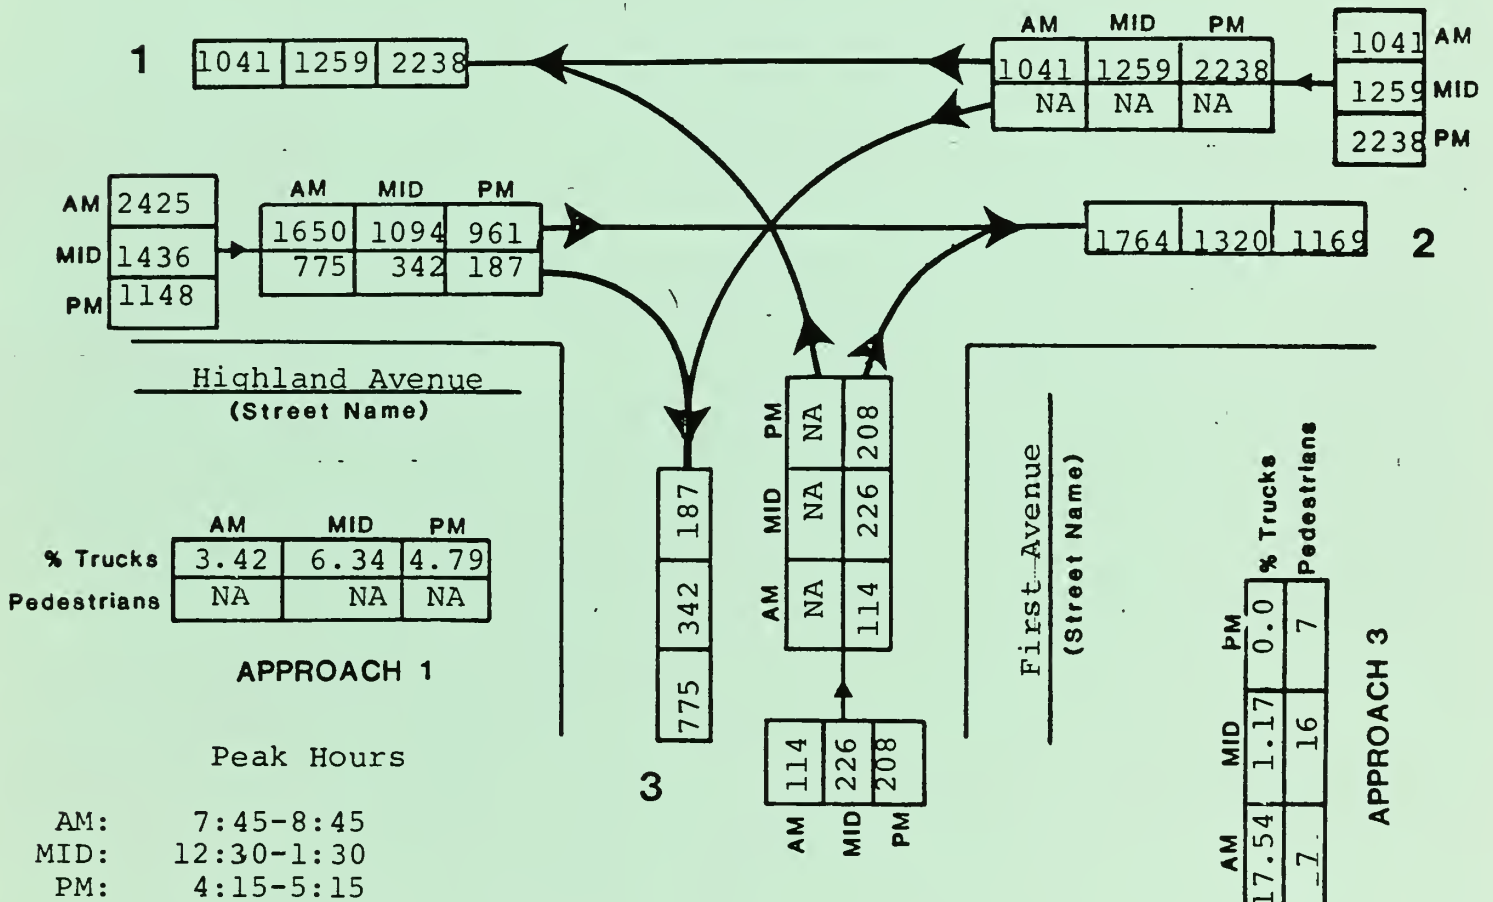 AM MID PM
1 1041 1259 2238
1041 1259 2238
NA NA NA
1041 AM
1259 MID
2238 PM
AM 2425
MID 1436
PM 1148
AM MID PM
1650 1094 961
775 342 187
1764 1320 1169 2
Highland Avenue
(Street Name)
AM MID PM
% Trucks 3.42 6.34 4.79
Pedestrians NA NA NA
APPROACH 1
Peak Hours
AM: 7:45-8:45
MID: 12:30-1:30
PM: 4:15-5:15
775 342 187
3
AM MID PM
NA NA NA
114 226 208
114 AM
226 MID
208 PM
First Avenue
(Street Name)
AM MID PM
17.54 1.17 0.0 % Trucks
7 16 7 Pedestrians
APPROACH 3